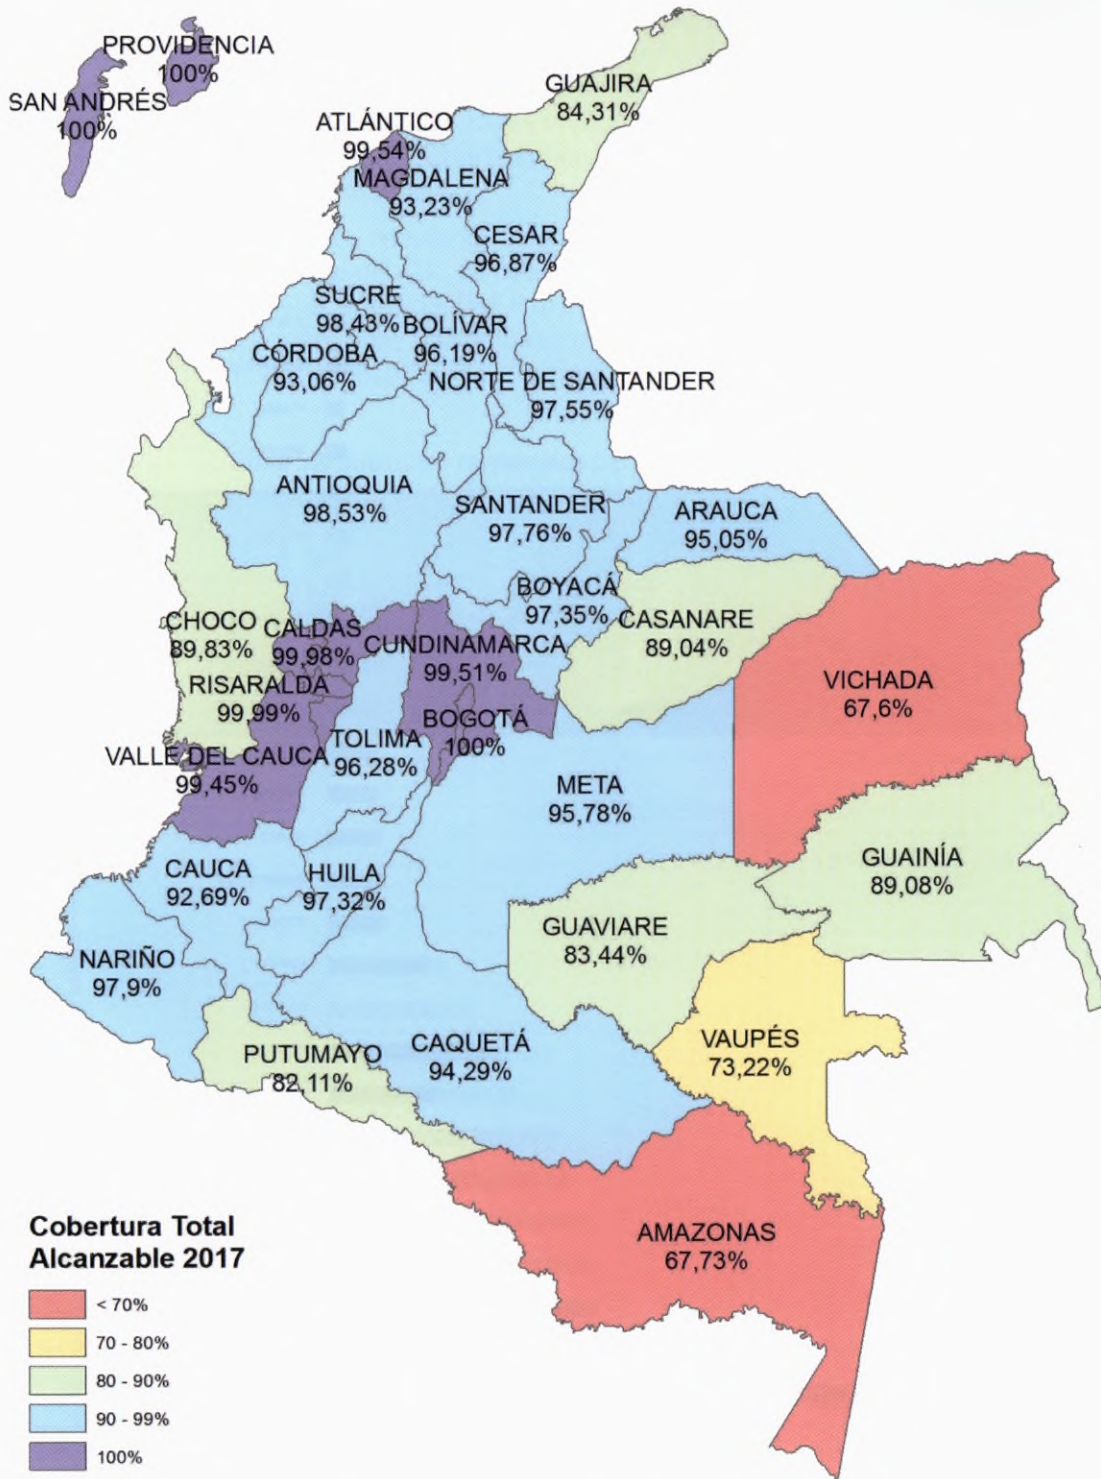 PROVIDENCIA
100%
SAN ANDRÉS
100%
GUAJIRA
84,31%
ATLÁNTICO
99,54%
MAGDALENA
93,23%
CESAR
96,87%
SUCRE
98,43%
BOLÍVAR
96,19%
CÓRDOBA
93,06%
NORTE DE SANTANDER
97,55%
ANTIOQUIA
98,53%
SANTANDER
97,76%
ARAUCA
95,05%
BOYACÁ
97,35%
CASANARE
89,04%
CHOCO
89,83%
CALDAS
99,98%
CUNDINAMARCA
99,51%
RISARALDA
99,99%
BOGOTÁ
100%
VICHADA
67,6%
VALLE DEL CAUCA
99,45%
TOLIMA
96,28%
META
95,78%
CAUCA
92,69%
HUILA
97,32%
GUAINÍA
89,08%
GUAVIARE
83,44%
NARIÑO
97,9%
VAUPÉS
73,22%
PUTUMAYO
82,11%
CAQUETÁ
94,29%
AMAZONAS
67,73%
Cobertura Total
Alcanzable 2017
< 70%
70 - 80%
80 - 90%
90 - 99%
100%